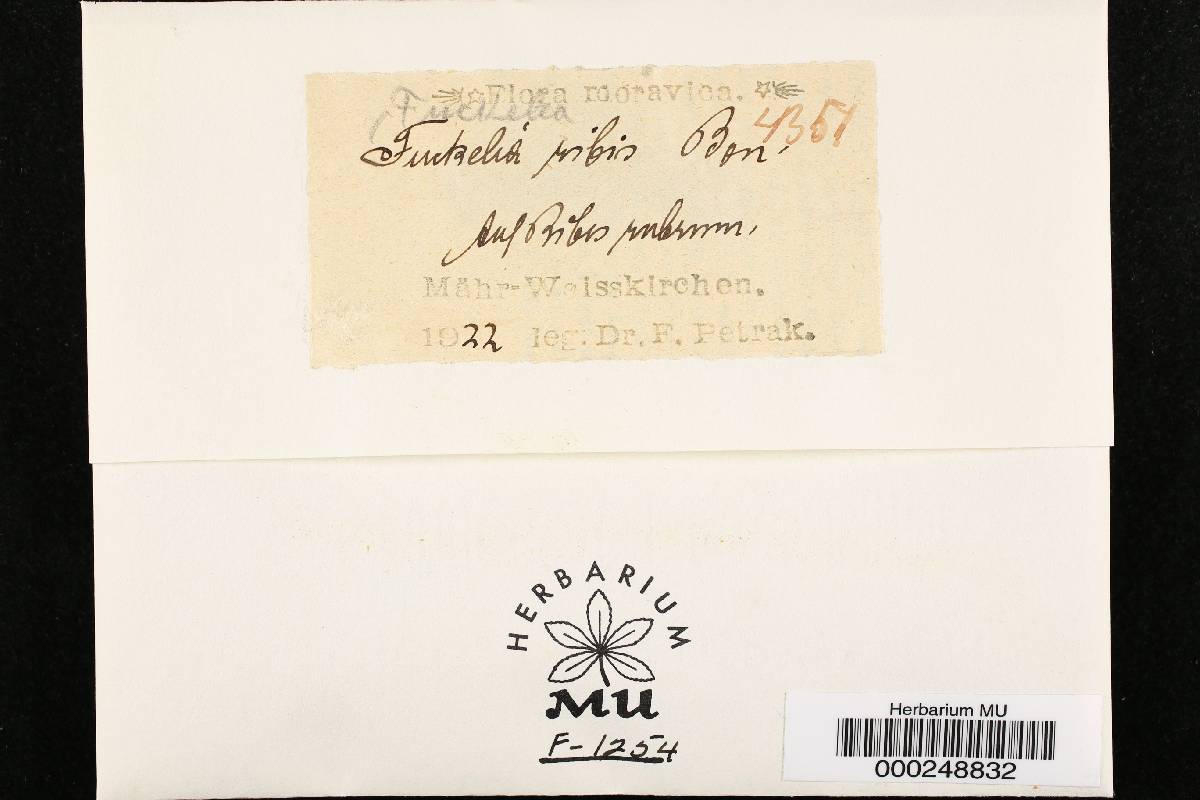 Flora moravica.
Fuckelia
4351
Fuckelia ribis Bon.
Auf Ribes rubrum.
Mähr-Weisskirchen.
1922 leg: Dr. F. Petrak.
HERBARIUM
MU
F-1254
Herbarium MU
000248832